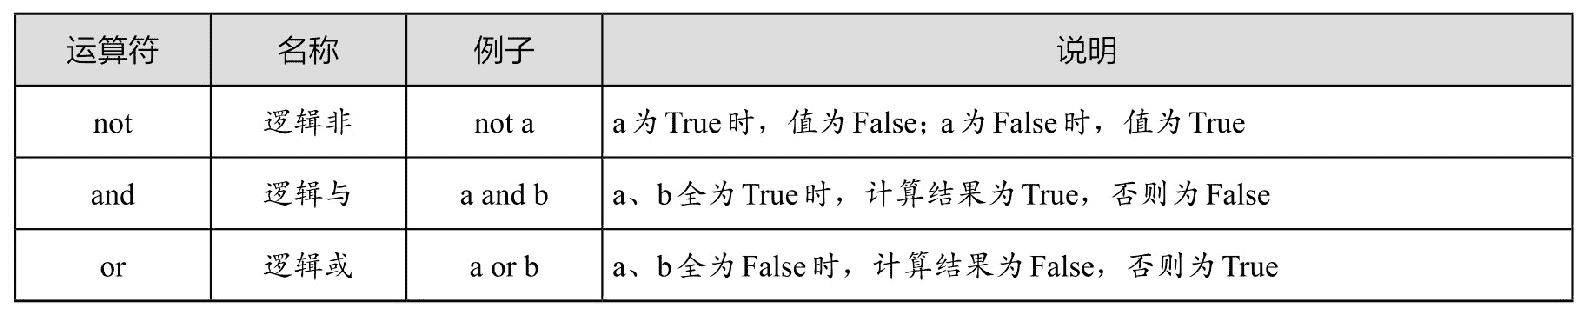 运算符 名称 例子 说明
not 逻辑非 not a a为True时，值为False；a为False时，值为True
and 逻辑与 a and b a、b全为True时，计算结果为True，否则为False
or 逻辑或 a or b a、b全为False时，计算结果为False，否则为True